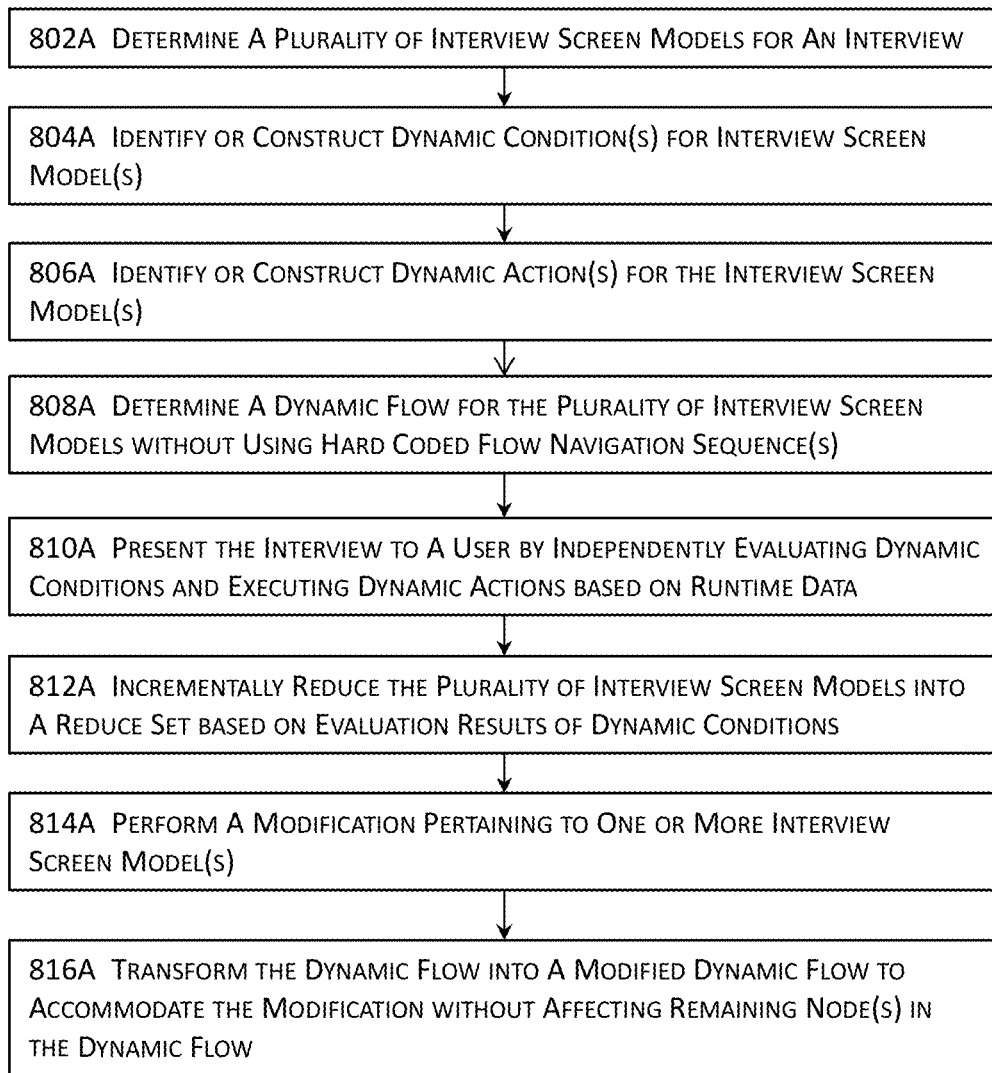 802A DETERMINE A PLURALITY OF INTERVIEW SCREEN MODELS FOR AN INTERVIEW
804A IDENTIFY OR CONSTRUCT DYNAMIC CONDITION(S) FOR INTERVIEW SCREEN
MODEL(S)
806A IDENTIFY OR CONSTRUCT DYNAMIC ACTION(S) FOR THE INTERVIEW SCREEN
MODEL(S)
808A DETERMINE A DYNAMIC FLOW FOR THE PLURALITY OF INTERVIEW SCREEN
MODELS WITHOUT USING HARD CODED FLOW NAVIGATION SEQUENCE(S)
810A PRESENT THE INTERVIEW TO A USER BY INDEPENDENTLY EVALUATING DYNAMIC
CONDITIONS AND EXECUTING DYNAMIC ACTIONS BASED ON RUNTIME DATA
812A INCREMENTALLY REDUCE THE PLURALITY OF INTERVIEW SCREEN MODELS INTO
A REDUCE SET BASED ON EVALUATION RESULTS OF DYNAMIC CONDITIONS
814A PERFORM A MODIFICATION PERTAINING TO ONE OR MORE INTERVIEW
SCREEN MODEL(S)
816A TRANSFORM THE DYNAMIC FLOW INTO A MODIFIED DYNAMIC FLOW TO
ACCOMMODATE THE MODIFICATION WITHOUT AFFECTING REMAINING NODE(S) IN
THE DYNAMIC FLOW